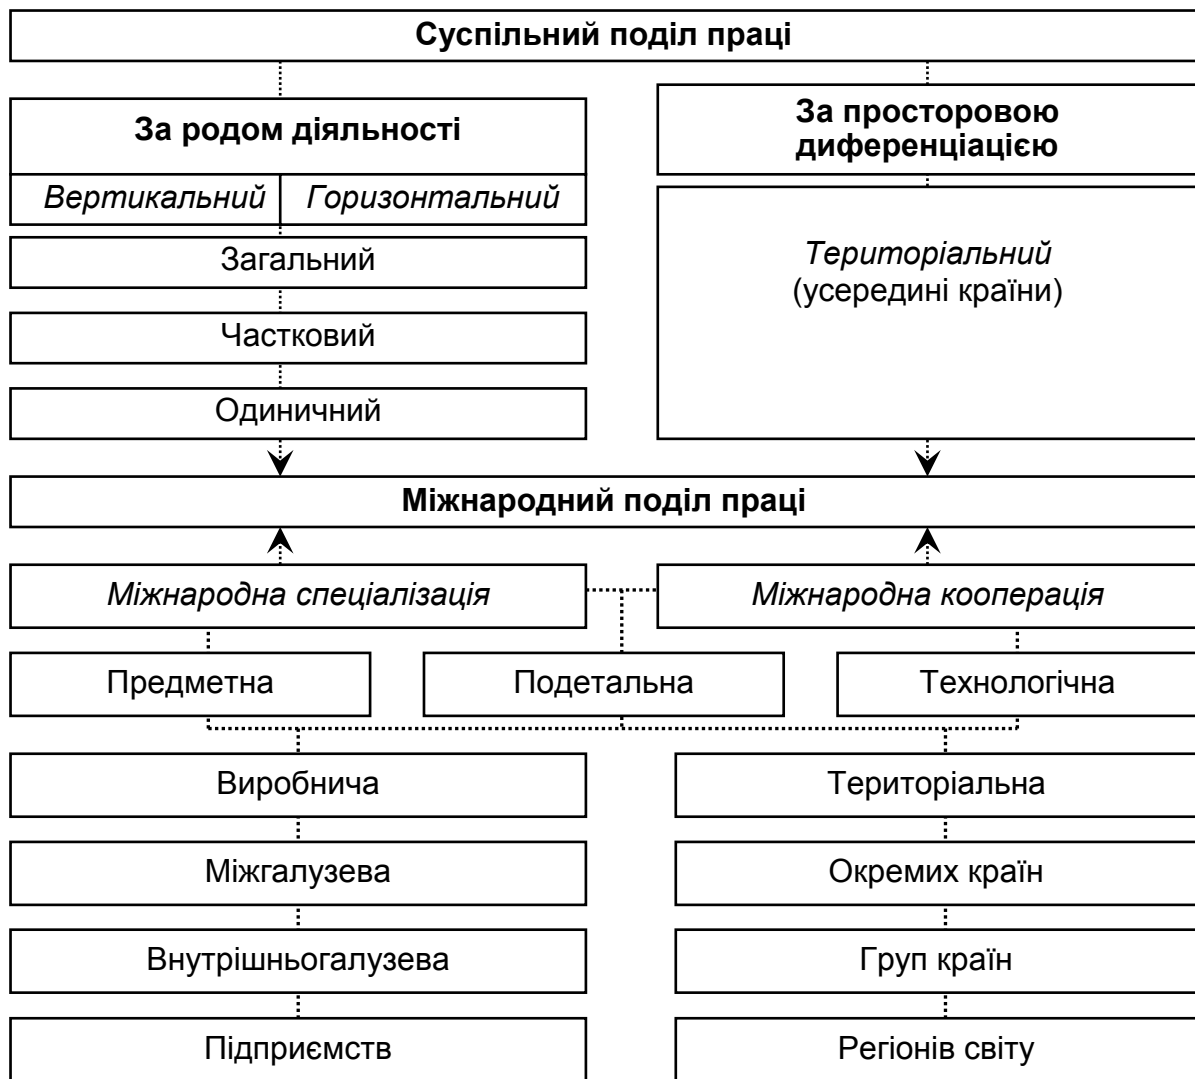 Суспільний поділ праці
За родом діяльності
Вертикальний
Горизонтальний
Загальний
Частковий
Одиничний
За просторовою
диференціацією
Територіальний
(усередині країни)
Міжнародний поділ праці
Міжнародна спеціалізація
Міжнародна кооперація
Предметна
Подетальна
Технологічна
Виробнича
Міжгалузева
Внутрішньогалузева
Підприємств
Територіальна
Окремих країн
Груп країн
Регіонів світу